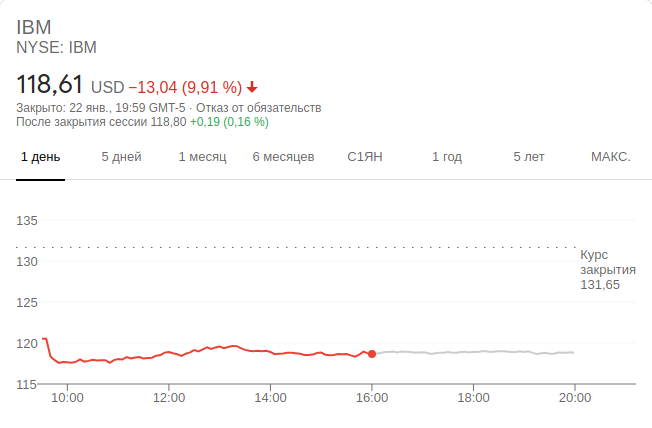 IBM
NYSE: IBM
118,61 USD −13,04 (9,91 %)
Закрыто: 22 янв., 19:59 GMT-5 · Отказ от обязательств
После закрытия сессии 118,80 +0,19 (0,16 %)
1 день 5 дней 1 месяц 6 месяцев С1ЯН 1 год 5 лет МАКС.
135
130
125
120
115
Курс
закрытия
131,65
10:00 12:00 14:00 16:00 18:00 20:00